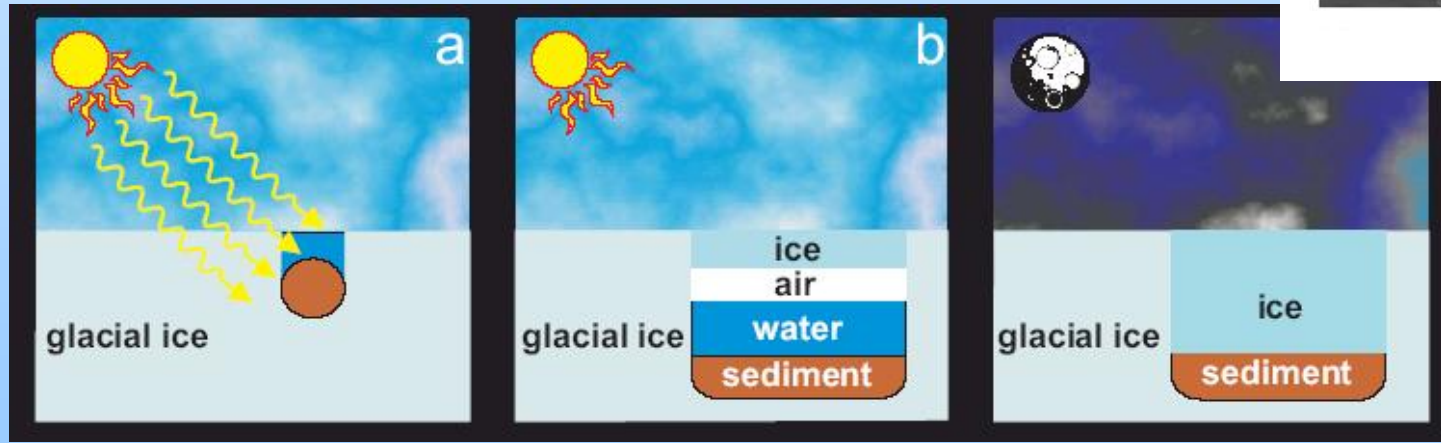 a
glacial ice
b
ice
air
water
sediment
glacial ice
ice
sediment
glacial ice